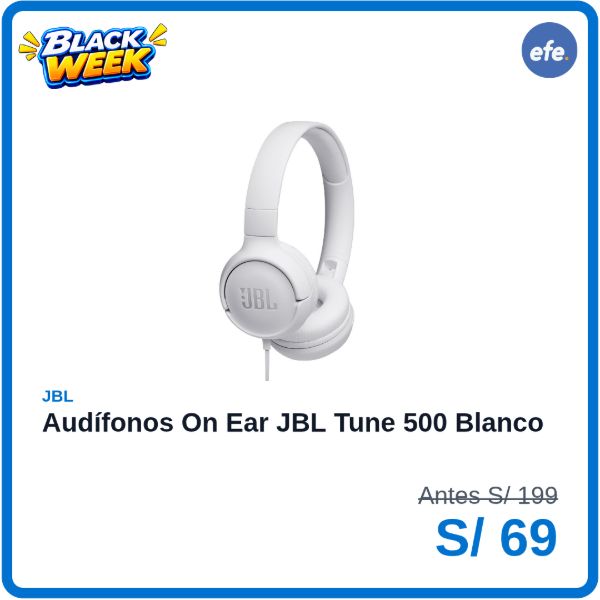 BLACK
WEEK
efe.
JBL
JBL
Audífonos On Ear JBL Tune 500 Blanco
Antes S/ 199
S/ 69